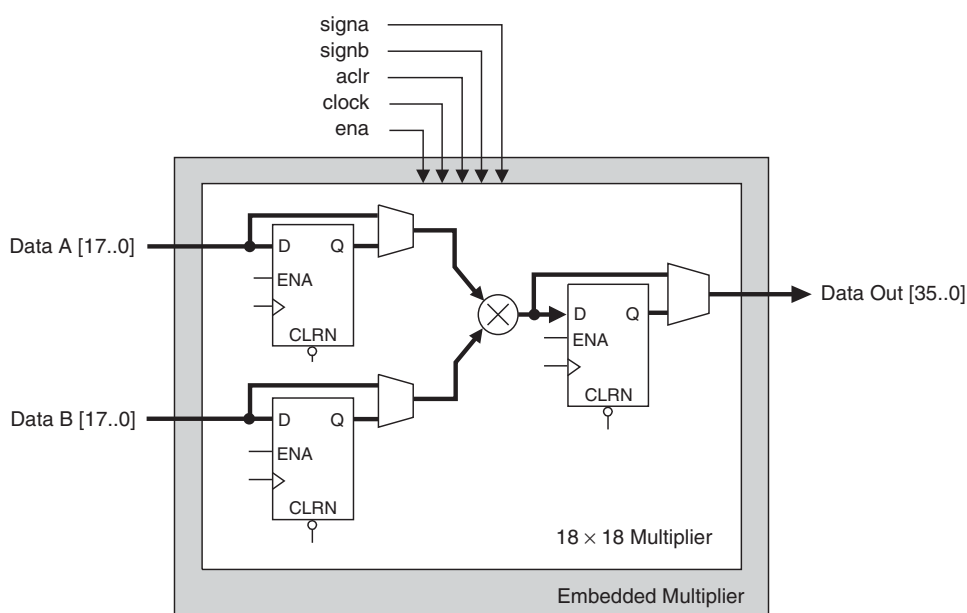 signa
signb
aclr
clock
ena
Data A [17..0]
D Q
ENA
CLRN
Data Out [35..0]
D Q
ENA
CLRN
Data B [17..0]
D Q
ENA
CLRN
18 × 18 Multiplier
Embedded Multiplier